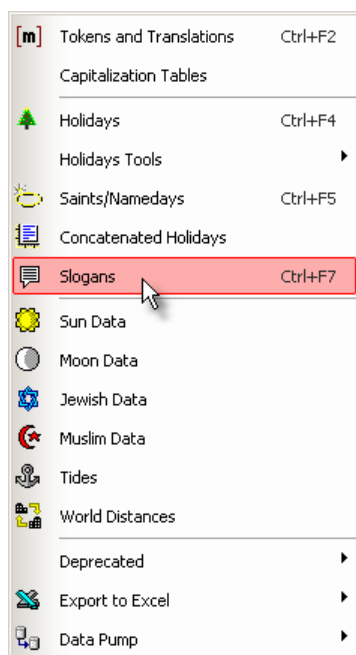 [m] Tokens and Translations Ctrl+F2
Capitalization Tables
Holidays Ctrl+F4
Holidays Tools
Saints/Namedays Ctrl+F5
Concatenated Holidays
Slogans Ctrl+F7
Sun Data
Moon Data
Jewish Data
Muslim Data
Tides
World Distances
Deprecated
Export to Excel
Data Pump